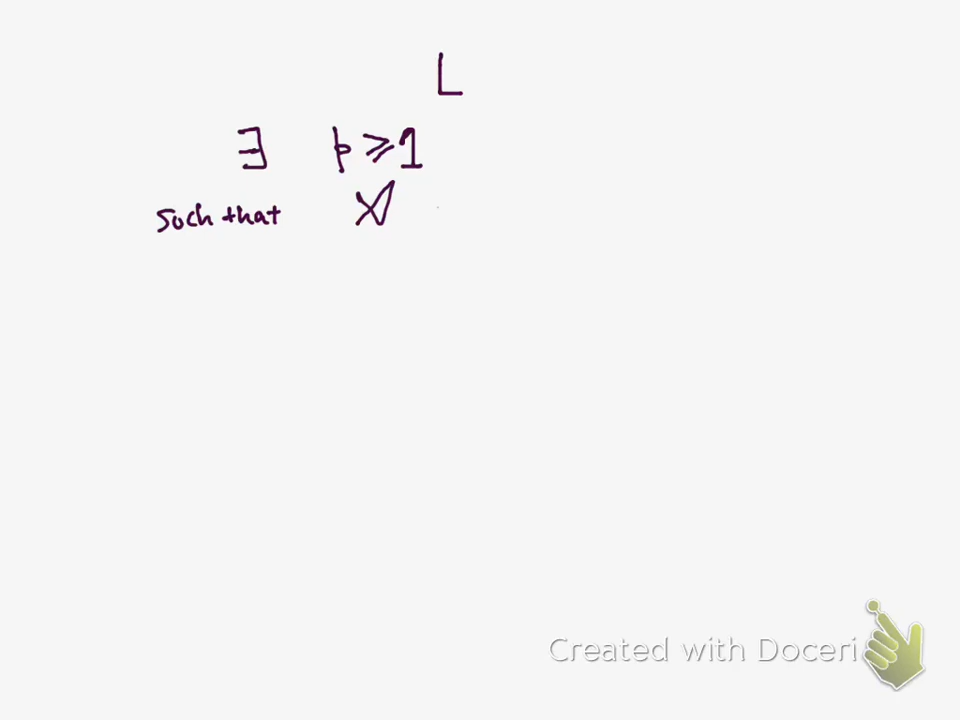 L
∃ p ⩾ 1
Such that ∀
Created with Doceri